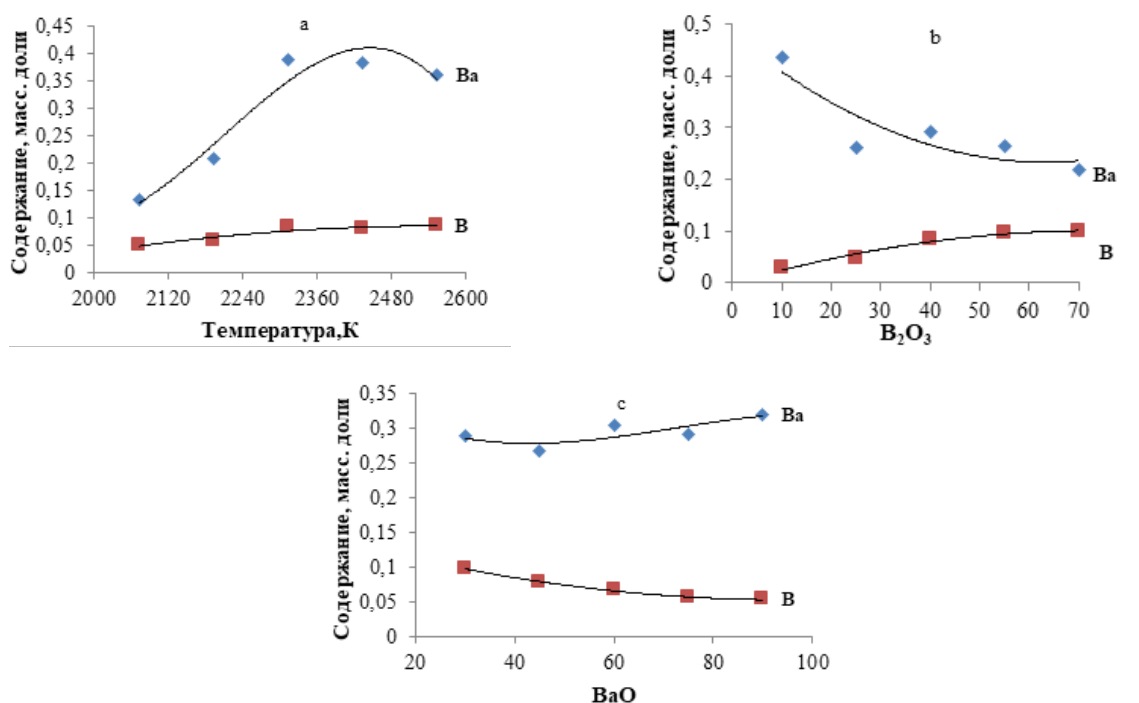 a
Содержание, масс. доли
0,45
0,4
0,35
0,3
0,25
0,2
0,15
0,1
0,05
0
Ba
B
2000 2120 2240 2360 2480 2600
Температура,К
b
Содержание, масс. доли
0,5
0,4
0,3
0,2
0,1
0
Ba
B
0 10 20 30 40 50 60 70
B₂O₃
c
Содержание, масс. доли
0,35
0,3
0,25
0,2
0,15
0,1
0,05
0
Ba
B
20 40 60 80 100
BaO